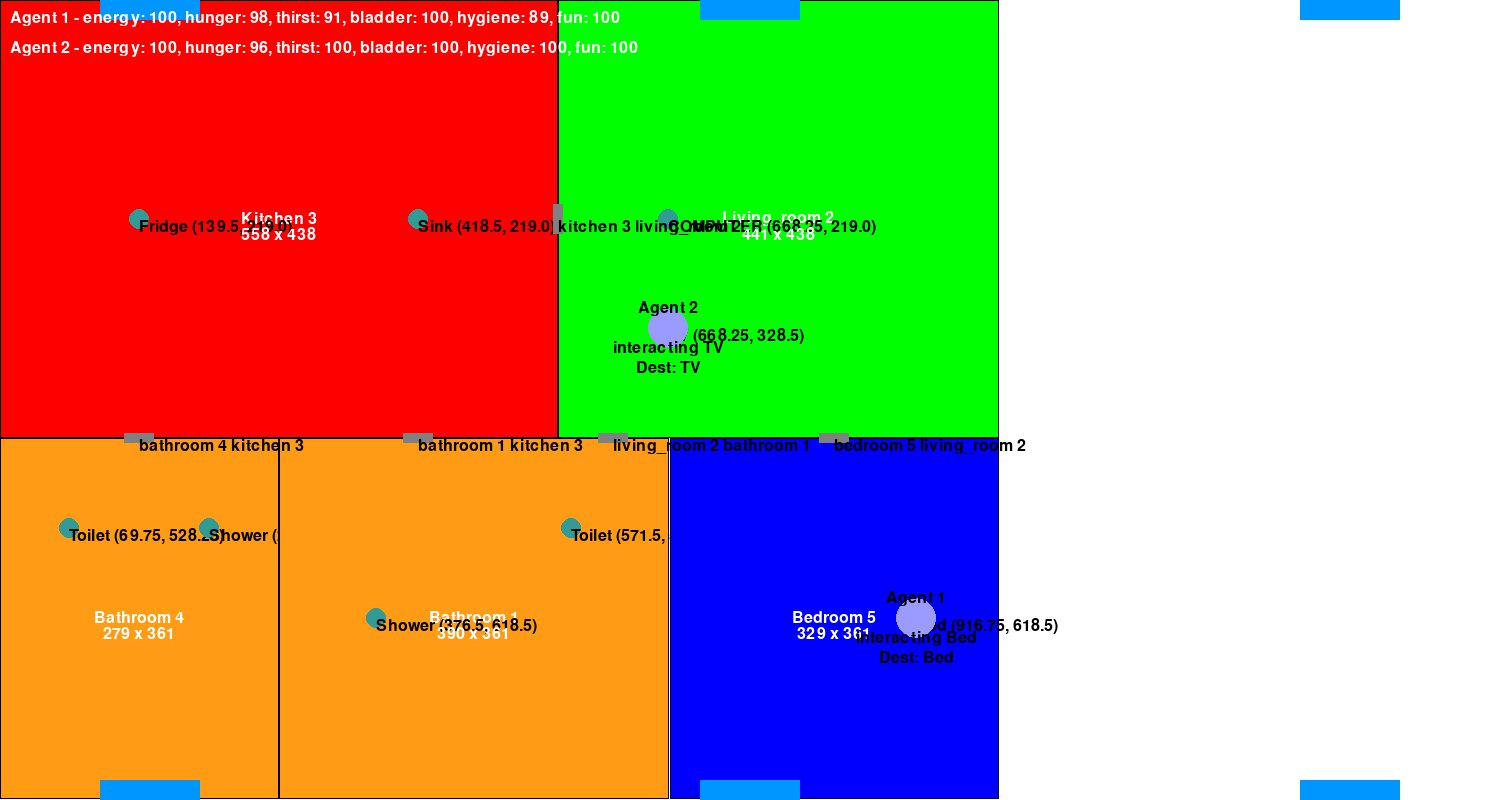 Agent 1 - energy: 100, hunger: 98, thirst: 91, bladder: 100, hygiene: 89, fun: 100
Agent 2 - energy: 100, hunger: 96, thirst: 100, bladder: 100, hygiene: 100, fun: 100
Kitchen 3
558 x 438
Fridge (139.5, 219.0)
Sink (418.5, 219.0)
kitchen 3 living_room 2
Living_room 2
441 x 438
COMPUTER (668.25, 219.0)
Agent 2
(668.25, 328.5)
interacting TV
Dest: TV
bathroom 4 kitchen 3
bathroom 1 kitchen 3
living_room 2 bathroom 1
bedroom 5 living_room 2
Toilet (69.75, 528.25)
Shower (
Toilet (571.5,
Bathroom 4
279 x 361
Shower (376.5, 618.5)
Bathroom 1
390 x 361
Bedroom 5
329 x 361
Agent 1
(916.75, 618.5)
interacting Bed
Dest: Bed